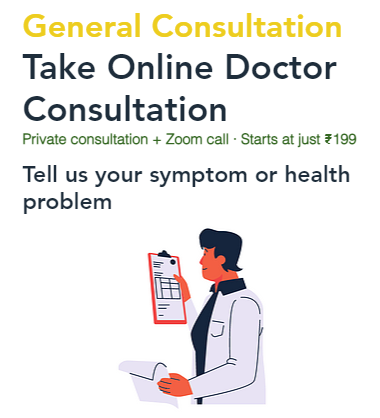 General Consultation
Take Online Doctor
Consultation
Private consultation + Zoom call · Starts at just ₹199
Tell us your symptom or health
problem